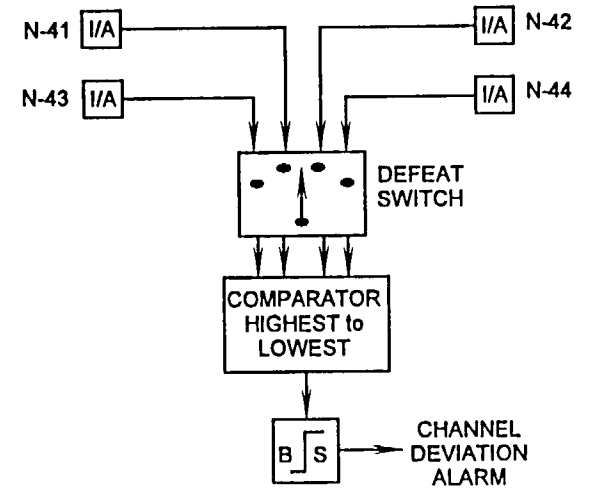 N-41 I/A
I/A N-42
N-43 I/A
I/A N-44
DEFEAT
SWITCH
COMPARATOR
HIGHEST to
LOWEST
B S
CHANNEL
DEVIATION
ALARM